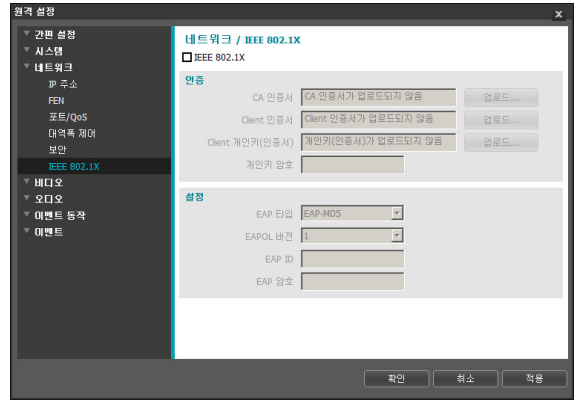 원격 설정
x
간편 설정
시스템
네트워크
IP 주소
FEN
포트/QoS
대역폭 제어
보안
IEEE 802.1X
비디오
오디오
이벤트 동작
이벤트
네트워크 / IEEE 802.1X
IEEE 802.1X
인증
CA 인증서 CA 인증서가 업로드되지 않음 업로드...
Client 인증서 Client 인증서가 업로드되지 않음 업로드...
Client 개인키(인증서) 개인키(인증서)가 업로드되지 않음 업로드...
개인키 암호
설정
EAP 타입 EAP-MD5
EAPOL 버전 1
EAP ID
EAP 암호
확인 취소 적용